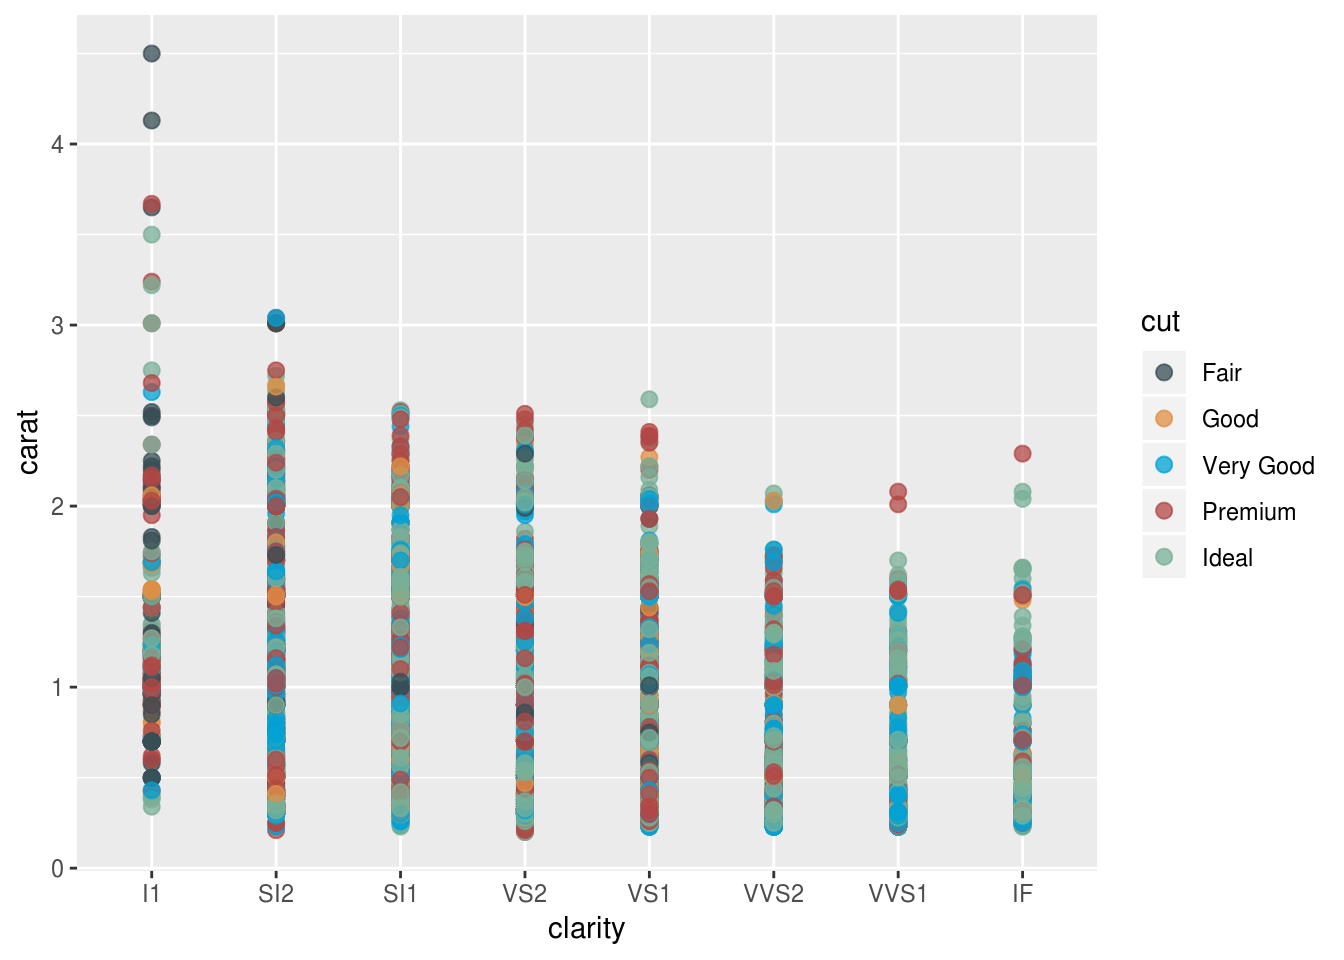 4
3
2
1
0
carat
I1 SI2 SI1 VS2 VS1 VVS2 VVS1 IF
clarity
cut
Fair
Good
Very Good
Premium
Ideal